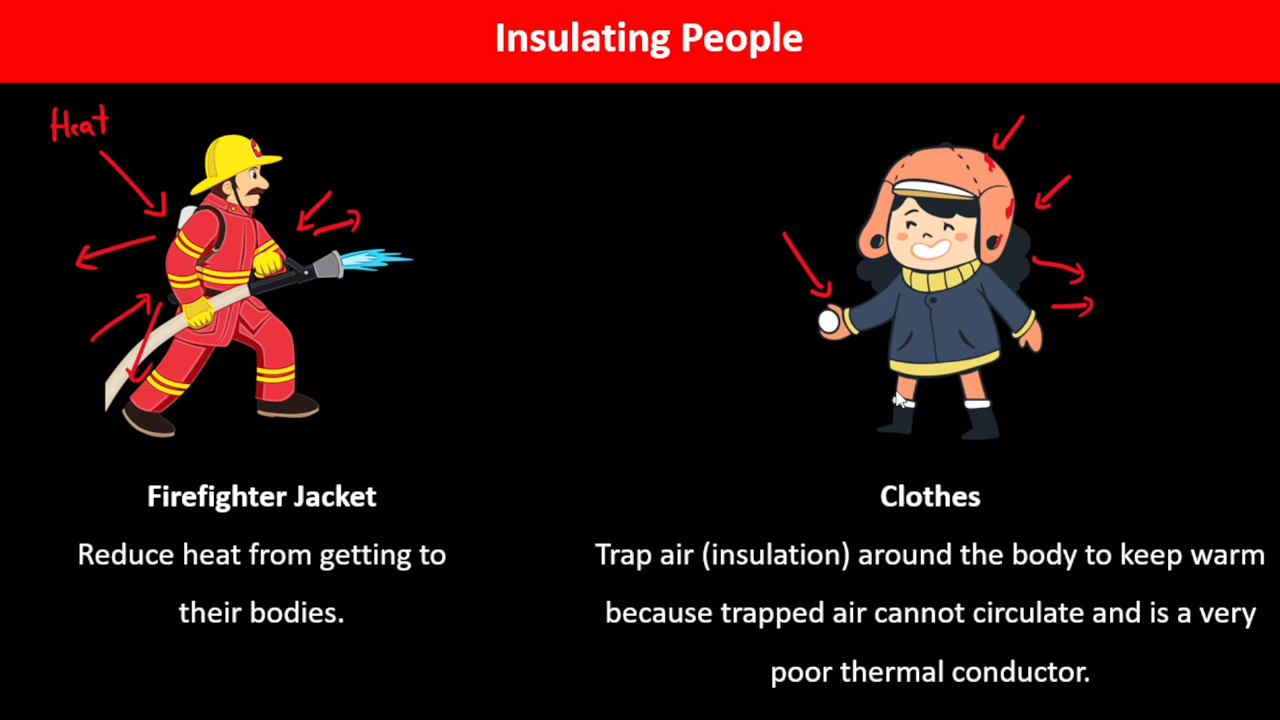 Insulating People
Heat
Firefighter Jacket
Reduce heat from getting to
their bodies.
Clothes
Trap air (insulation) around the body to keep warm
because trapped air cannot circulate and is a very
poor thermal conductor.